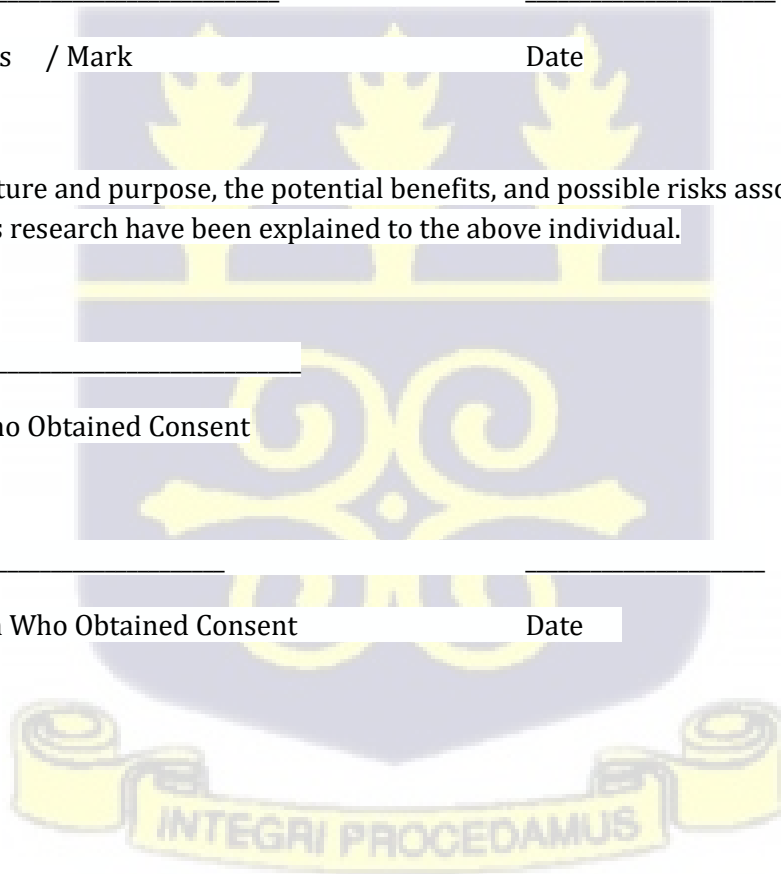 s / Mark Date
ture and purpose, the potential benefits, and possible risks asso
s research have been explained to the above individual.
ho Obtained Consent
Who Obtained Consent Date
INTEGRI PROCEDAMUS